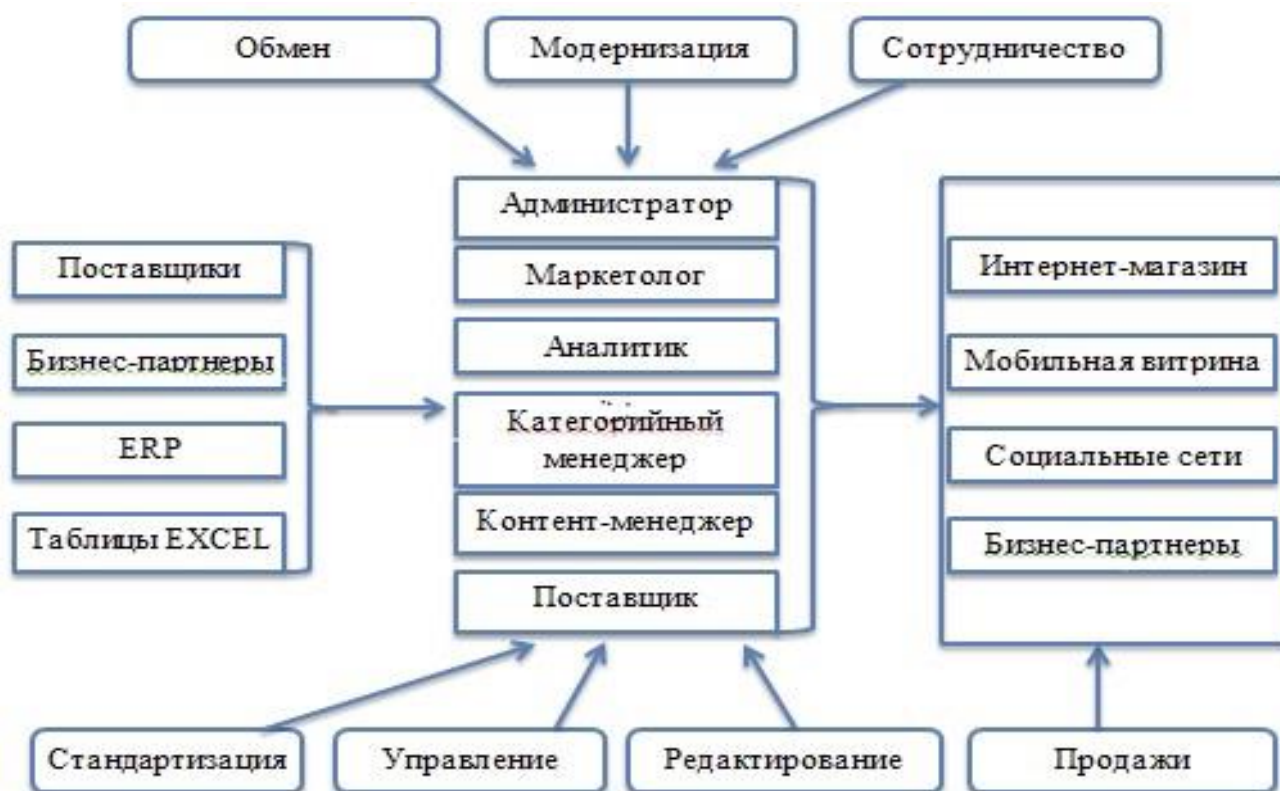 Обмен
Модернизация
Сотрудничество
Поставщики
Бизнес-партнеры
ERP
Таблицы EXCEL
Администратор
Маркетолог
Аналитик
Категорийный
менеджер
Контент-менеджер
Поставщик
Интернет-магазин
Мобильная витрина
Социальные сети
Бизнес-партнеры
Стандартизация
Управление
Редактирование
Продажи